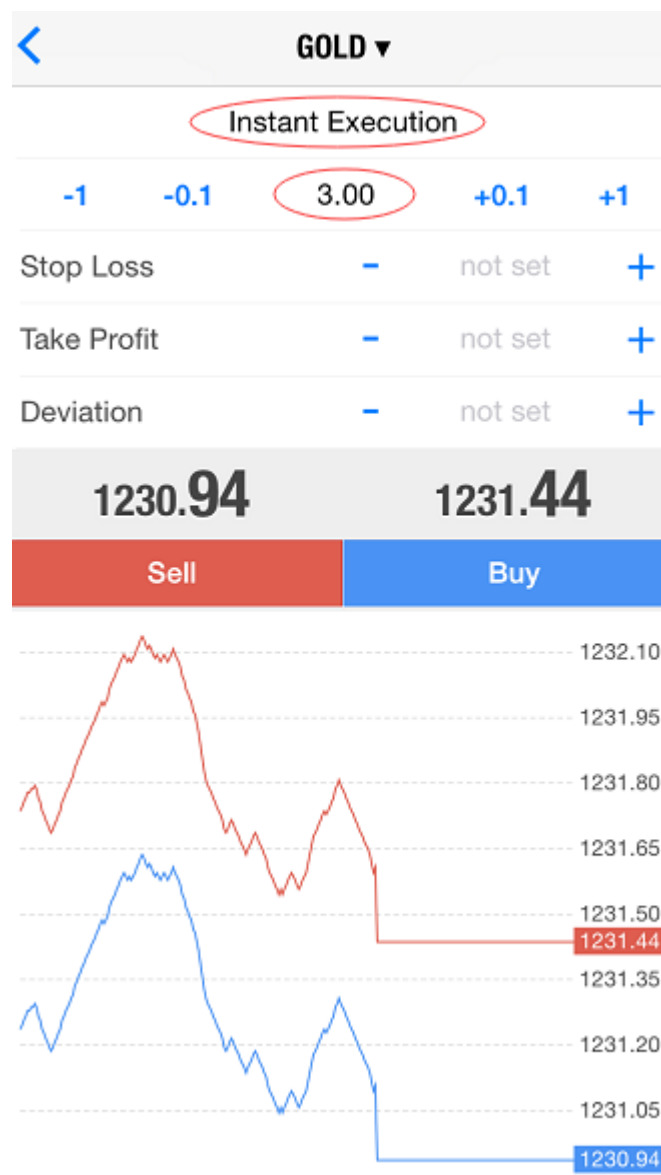 GOLD ▼
Instant Execution
-1 -0.1 3.00 +0.1 +1
Stop Loss - not set +
Take Profit - not set +
Deviation - not set +
1230.94 1231.44
Sell Buy
1232.10
1231.95
1231.80
1231.65
1231.50
1231.44
1231.35
1231.20
1231.05
1230.94